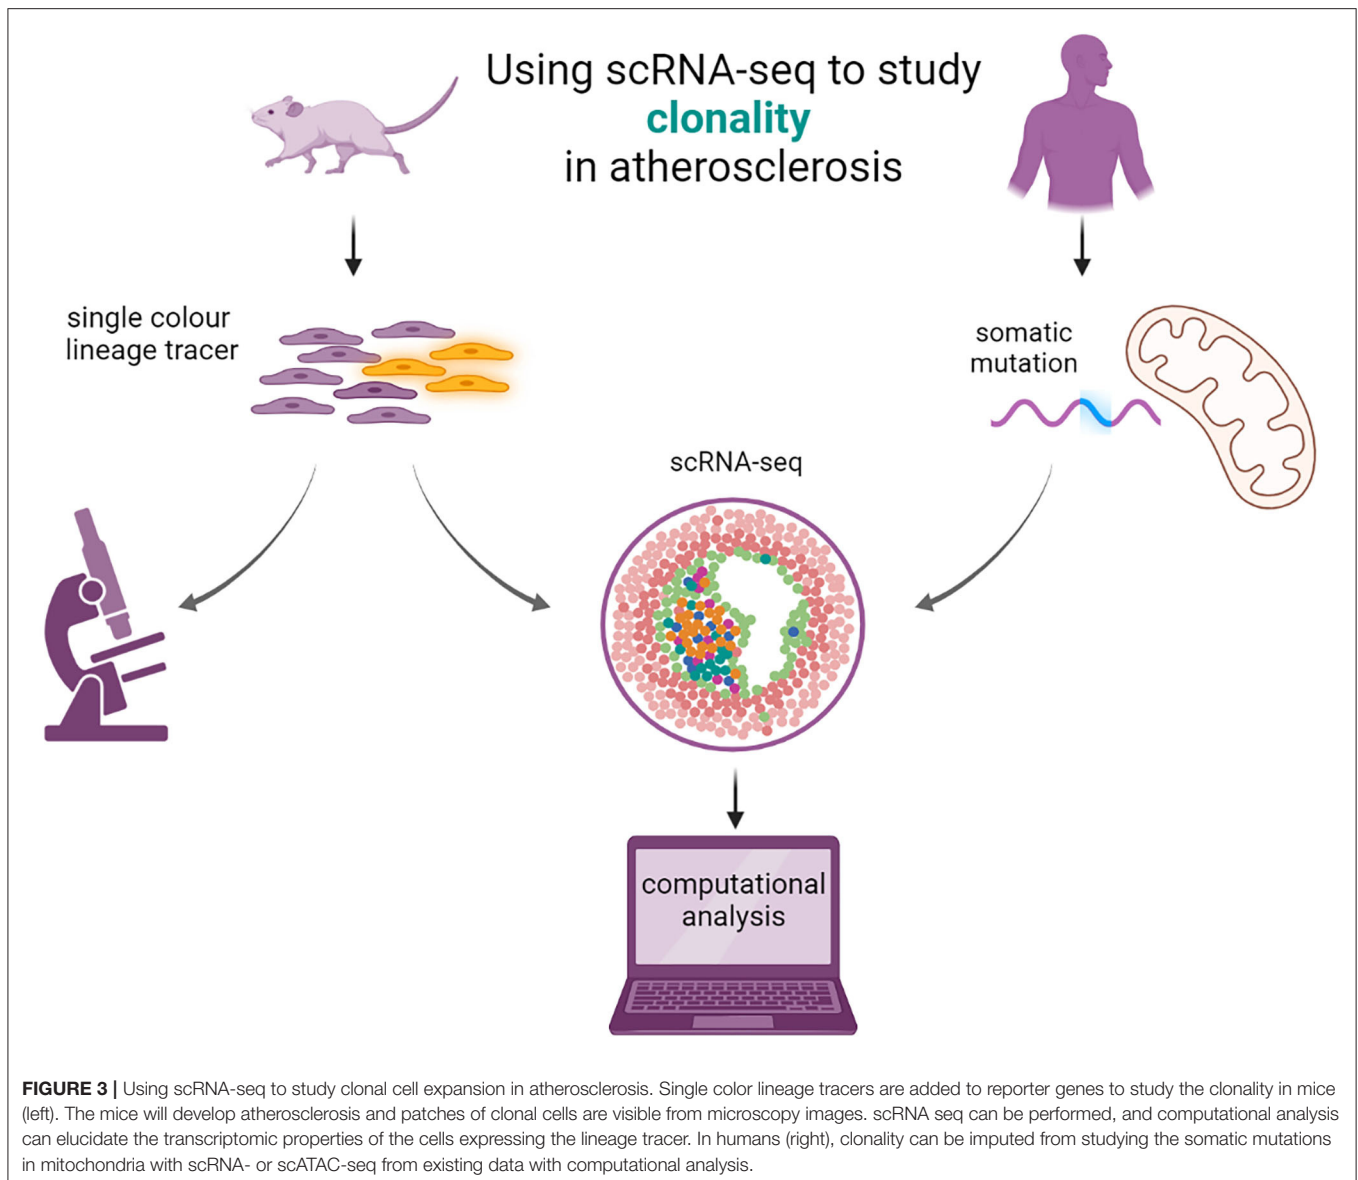 Using scRNA-seq to study
clonality
in atherosclerosis
single colour
lineage tracer
somatic
mutation
scRNA-seq
computational
analysis
FIGURE 3 | Using scRNA-seq to study clonal cell expansion in atherosclerosis. Single color lineage tracers are added to reporter genes to study the clonality in mice
(left). The mice will develop atherosclerosis and patches of clonal cells are visible from microscopy images. scRNA seq can be performed, and computational analysis
can elucidate the transcriptomic properties of the cells expressing the lineage tracer. In humans (right), clonality can be imputed from studying the somatic mutations
in mitochondria with scRNA- or scATAC-seq from existing data with computational analysis.